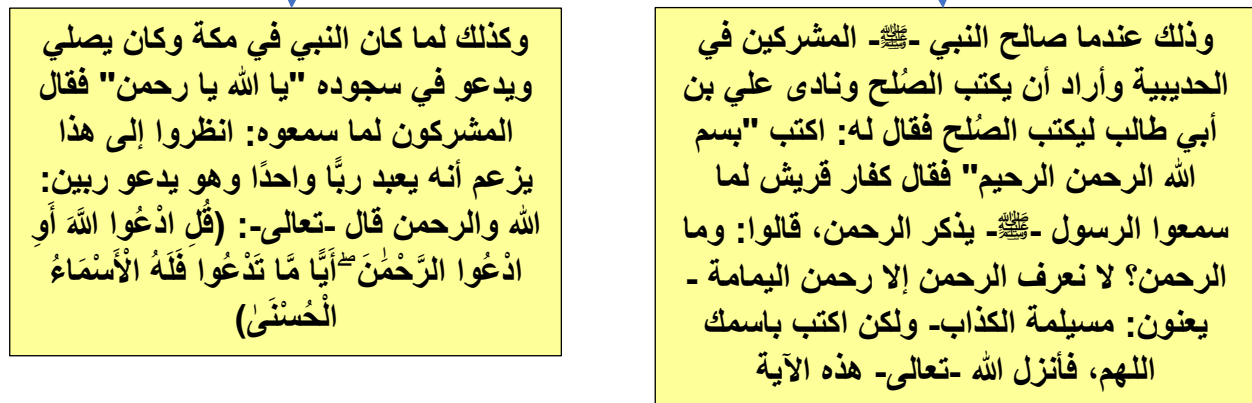 وذلك عندما صالح النبي -ﷺ- المشركين في
الحديبية وأراد أن يكتب الصُلح ونادى علي بن
أبي طالب ليكتب الصُلح فقال له: اكتب "بسم
الله الرحمن الرحيم" فقال كفار قريش لما
سمعوا الرسول -ﷺ- يذكر الرحمن، قالوا: وما
الرحمن؟ لا نعرف الرحمن إلا رحمن اليمامة -
يعنون: مسيلمة الكذاب- ولكن اكتب باسمك
اللهم، فأنزل الله -تعالى- هذه الآية
وكذلك لما كان النبي في مكة وكان يصلي
ويدعو في سجوده "يا الله يا رحمن" فقال
المشركون لما سمعوه: انظروا إلى هذا
يزعم أنه يعبد ربًّا واحدًا وهو يدعو ربين:
الله والرحمن قال -تعالى-: (قُلِ ادْعُوا اللَّهَ أَوِ
ادْعُوا الرَّحْمَٰنَ ۖ أَيًّا مَّا تَدْعُوا فَلَهُ الْأَسْمَاءُ
الْحُسْنَىٰ)